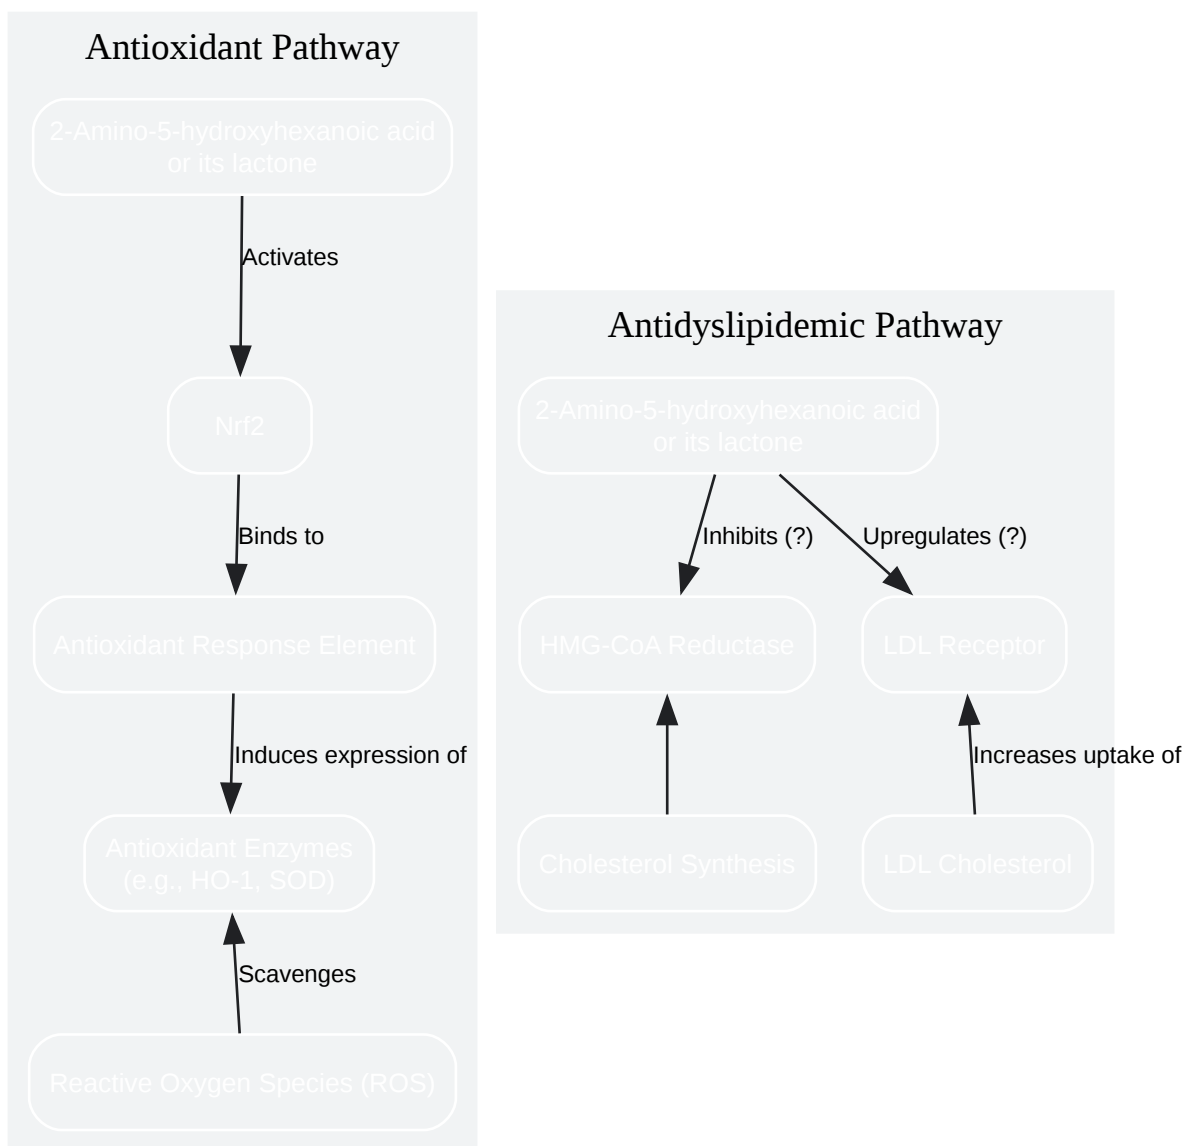 Antioxidant Pathway
2-Amino-5-hydroxyhexanoic acid
or its lactone
Activates
Nrf2
Binds to
Antioxidant Response Element
Induces expression of
Antioxidant Enzymes
(e.g., HO-1, SOD)
Scavenges
Reactive Oxygen Species (ROS)
Antidyslipidemic Pathway
2-Amino-5-hydroxyhexanoic acid
or its lactone
Inhibits (?)
Upregulates (?)
HMG-CoA Reductase
LDL Receptor
Increases uptake of
Cholesterol Synthesis
LDL Cholesterol